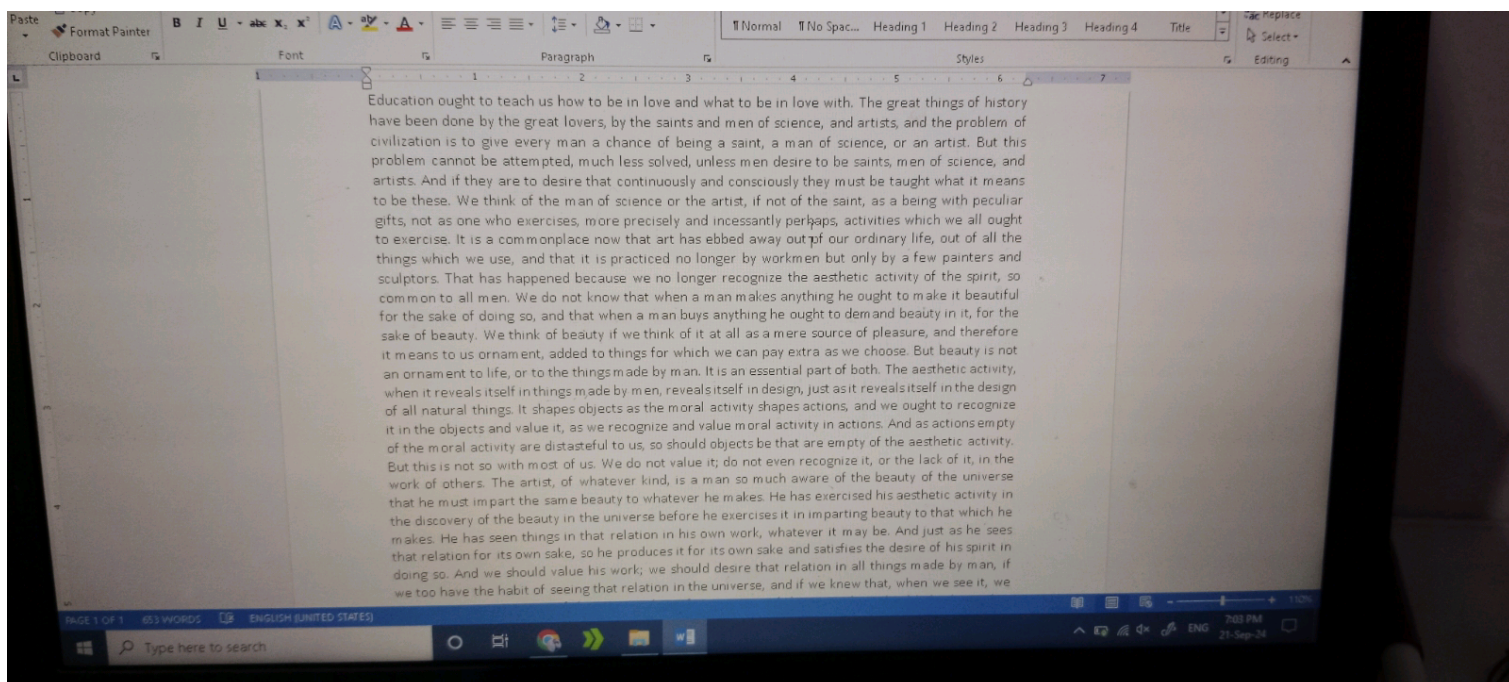 Paste
Format Painter
B I U abc X₂ X² A aby A
¶ Normal ¶ No Spac... Heading 1 Heading 2 Heading 3 Heading 4 Title
Replace
Select
Clipboard Font Paragraph Styles Editing
L 1 1 2 3 4 5 6 7
Education ought to teach us how to be in love and what to be in love with. The great things of history
have been done by the great lovers, by the saints and men of science, and artists, and the problem of
civilization is to give every man a chance of being a saint, a man of science, or an artist. But this
problem cannot be attempted, much less solved, unless men desire to be saints, men of science, and
artists. And if they are to desire that continuously and consciously they must be taught what it means
to be these. We think of the man of science or the artist, if not of the saint, as a being with peculiar
gifts, not as one who exercises, more precisely and incessantly perhaps, activities which we all ought
to exercise. It is a commonplace now that art has ebbed away out of our ordinary life, out of all the
things which we use, and that it is practiced no longer by workmen but only by a few painters and
sculptors. That has happened because we no longer recognize the aesthetic activity of the spirit, so
common to all men. We do not know that when a man makes anything he ought to make it beautiful
for the sake of doing so, and that when a man buys anything he ought to demand beauty in it, for the
sake of beauty. We think of beauty if we think of it at all as a mere source of pleasure, and therefore
it means to us ornament, added to things for which we can pay extra as we choose. But beauty is not
an ornament to life, or to the things made by man. It is an essential part of both. The aesthetic activity,
when it reveals itself in things made by men, reveals itself in design, just as it reveals itself in the design
of all natural things. It shapes objects as the moral activity shapes actions, and we ought to recognize
it in the objects and value it, as we recognize and value moral activity in actions. And as actions empty
of the moral activity are distasteful to us, so should objects be that are empty of the aesthetic activity.
But this is not so with most of us. We do not value it; do not even recognize it, or the lack of it, in the
work of others. The artist, of whatever kind, is a man so much aware of the beauty of the universe
that he must impart the same beauty to whatever he makes. He has exercised his aesthetic activity in
the discovery of the beauty in the universe before he exercises it in imparting beauty to that which he
makes. He has seen things in that relation in his own work, whatever it may be. And just as he sees
that relation for its own sake, so he produces it for its own sake and satisfies the desire of his spirit in
doing so. And we should value his work; we should desire that relation in all things made by man, if
we too have the habit of seeing that relation in the universe, and if we knew that, when we see it, we
PAGE 1 OF 1 653 WORDS ENGLISH (UNITED STATES) 110%
Type here to search
ENG 2:03 PM
21-Sep-24